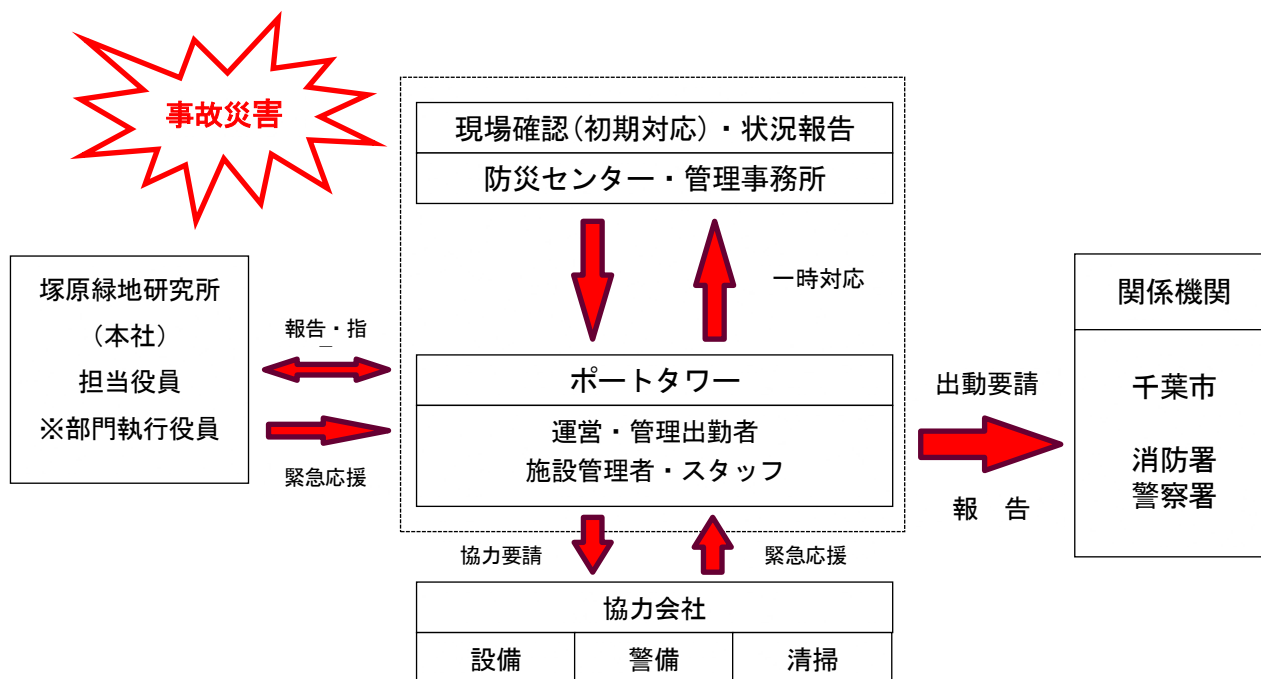 事故災害
現場確認(初期対応)・状況報告
防災センター・管理事務所
一時対応
塚原緑地研究所
(本社)
担当役員
※部門執行役員
報告・指
緊急応援
ポートタワー
運営・管理出勤者
施設管理者・スタッフ
出動要請
報 告
関係機関
千葉市
消防署
警察署
協力要請
緊急応援
協力会社
設備
警備
清掃